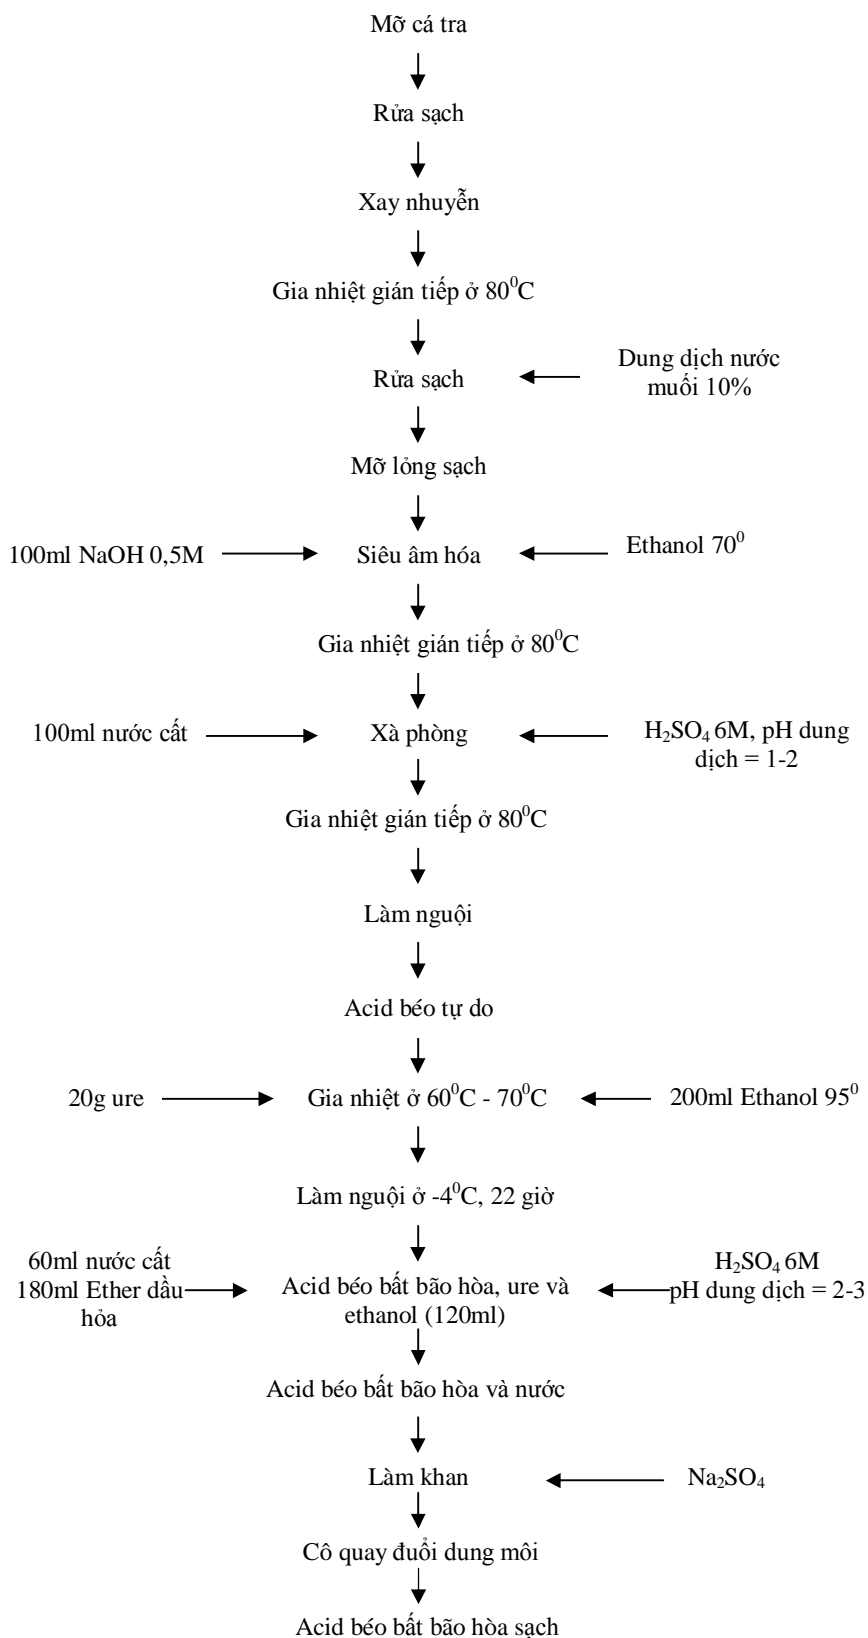 Mỡ cá tra
Rửa sạch
Xay nhuyễn
Gia nhiệt gián tiếp ở 80⁰C
Rửa sạch
Dung dịch nước
muối 10%
Mỡ lỏng sạch
100ml NaOH 0,5M
Siêu âm hóa
Ethanol 70⁰
Gia nhiệt gián tiếp ở 80⁰C
100ml nước cất
Xà phòng
H₂SO₄ 6M, pH dung
dịch = 1-2
Gia nhiệt gián tiếp ở 80⁰C
Làm nguội
Acid béo tự do
20g ure
Gia nhiệt ở 60⁰C - 70⁰C
200ml Ethanol 95⁰
Làm nguội ở -4⁰C, 22 giờ
60ml nước cất
180ml Ether dầu
hỏa
Acid béo bất bão hòa, ure và
ethanol (120ml)
H₂SO₄ 6M
pH dung dịch = 2-3
Acid béo bất bão hòa và nước
Làm khan
Na₂SO₄
Cô quay đuổi dung môi
Acid béo bất bão hòa sạch